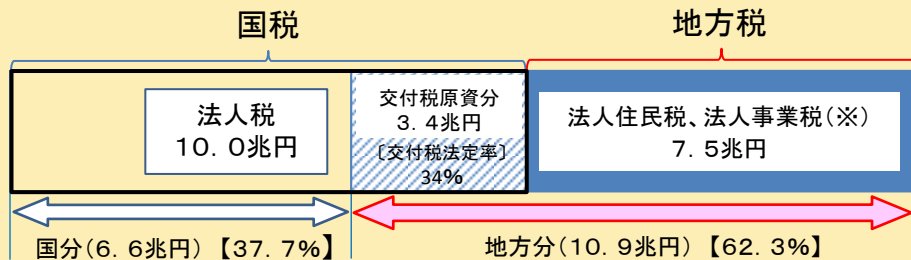 国税
地方税
法人税
10.0兆円
交付税原資分
3.4兆円
〔交付税法定率〕
34%
法人住民税、法人事業税(※)
7.5兆円
国分(6.6兆円)【37.7%】
地方分(10.9兆円)【62.3%】